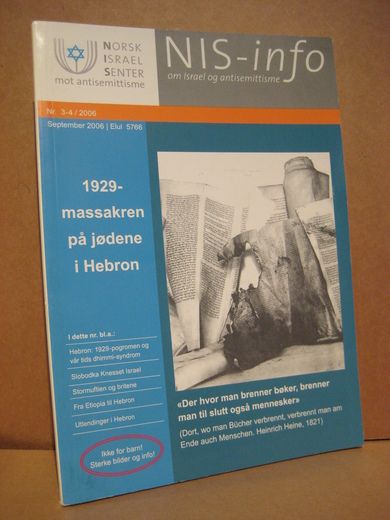 NORSK
ISRAEL
SENTER
mot antisemittisme
NIS-info
om Israel og antisemittisme
Nr. 3-4 / 2006
September 2006 | Elul 5766
1929-
massakren
på jødene
i Hebron
I dette nr. bl.a.:
Hebron: 1929-pogromen og
vår tids dhimmi-syndrom
Slobodka Knesset Israel
Stormuftien og britene
Fra Etiopia til Hebron
Utlendinger i Hebron
Ikke for barn!
Sterke bilder og info!
«Der hvor man brenner bøker, brenner
man til slutt også mennesker»
(Dort, wo man Bücher verbrennt, verbrennt man am
Ende auch Menschen. Heinrich Heine, 1821)